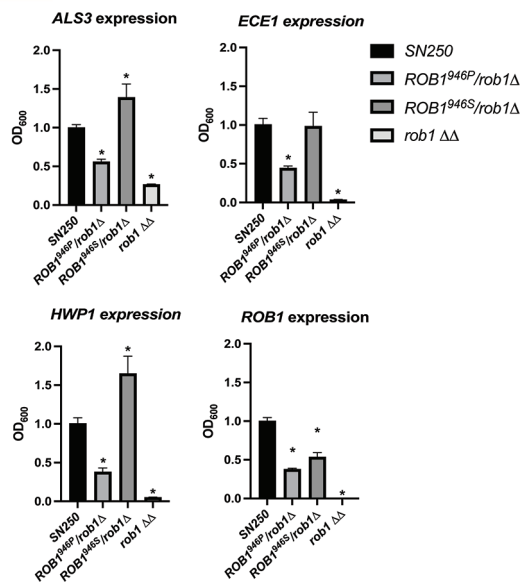 ALS3 expression
OD600
2.0
1.5
1.0
0.5
0.0
*
*
*
SN250
ROB1946P/rob1Δ
ROB1946S/rob1Δ
rob1 ΔΔ
ECE1 expression
OD600
2.0
1.5
1.0
0.5
0.0
*
*
SN250
ROB1946P/rob1Δ
ROB1946S/rob1Δ
rob1 ΔΔ
SN250
ROB1946P/rob1Δ
ROB1946S/rob1Δ
rob1 ΔΔ
HWP1 expression
OD600
2.0
1.5
1.0
0.5
0.0
*
*
*
SN250
ROB1946P/rob1Δ
ROB1946S/rob1Δ
rob1 ΔΔ
ROB1 expression
OD600
2.0
1.5
1.0
0.5
0.0
*
*
*
SN250
ROB1946P/rob1Δ
ROB1946S/rob1Δ
rob1 ΔΔ